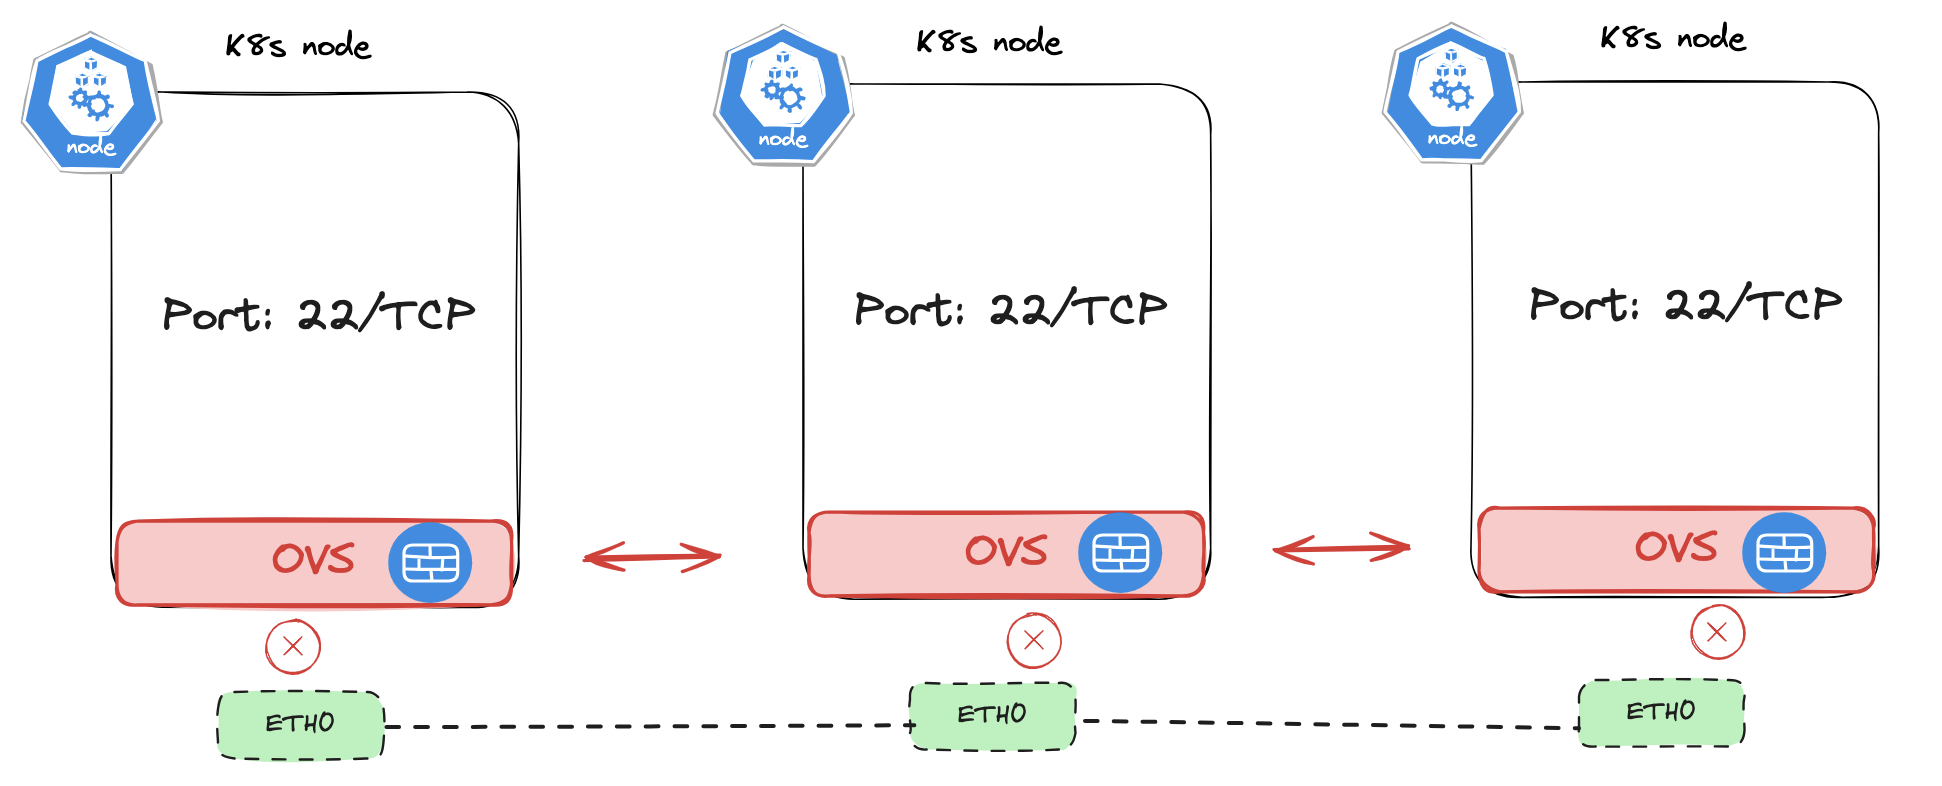 K8s node
K8s node
K8s node
node
node
node
Port: 22/TCP
Port: 22/TCP
Port: 22/TCP
OVS
OVS
OVS
ETH0
ETH0
ETH0